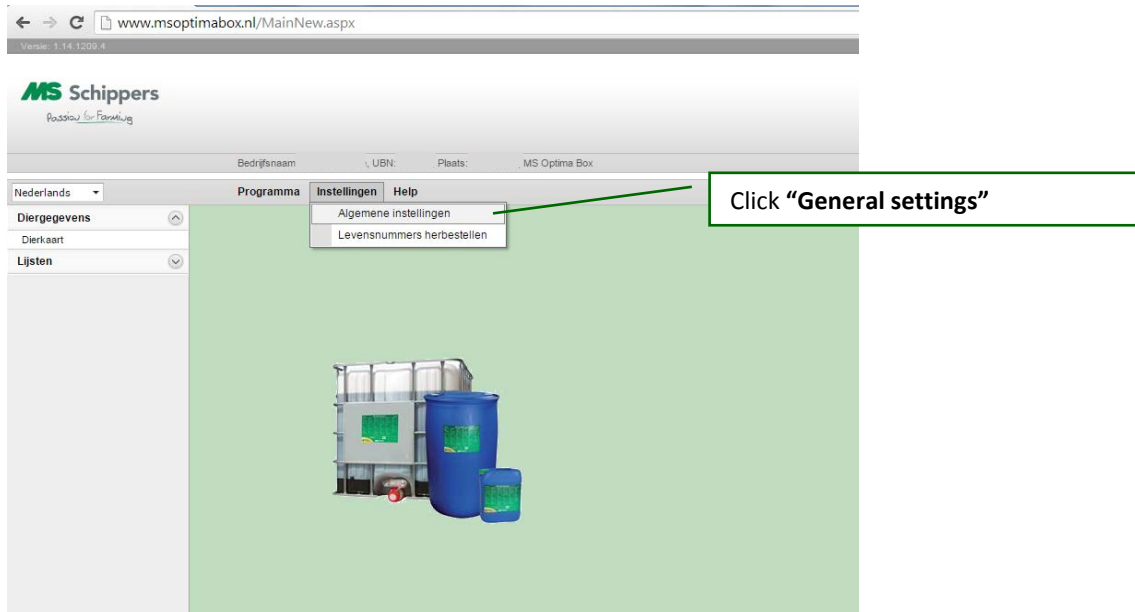 www.msoptimabox.nl/MainNew.aspx
Versie: 1.14.1209.4
MS Schippers
Passion for Farming
Bedrijfsnaam , UBN: Plaats: MS Optima Box
Nederlands Programma Instellingen Help
Click “General settings”
Diergegevens Algemene instellingen
Dierkaart Levensnummers herbestellen
Lijsten